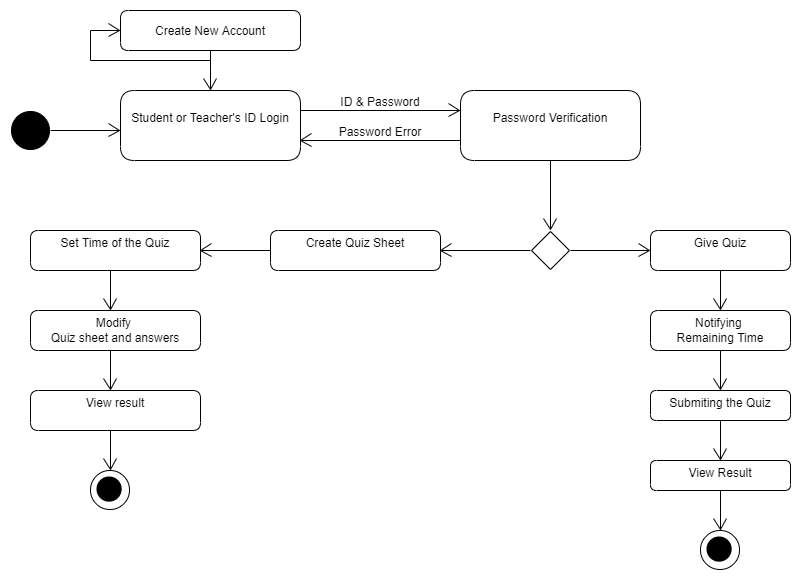 Create New Account
Student or Teacher's ID Login
ID & Password
Password Error
Password Verification
Set Time of the Quiz
Create Quiz Sheet
Give Quiz
Modify
Quiz sheet and answers
Notifying
Remaining Time
View result
Submiting the Quiz
View Result